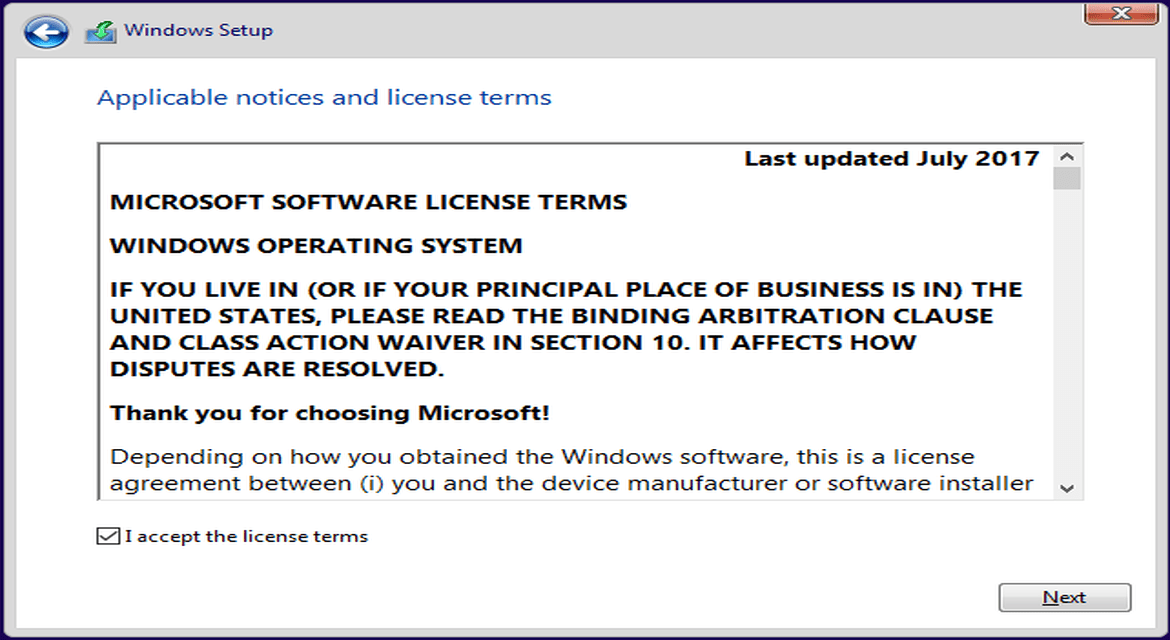 Windows Setup
Applicable notices and license terms
Last updated July 2017
MICROSOFT SOFTWARE LICENSE TERMS
WINDOWS OPERATING SYSTEM
IF YOU LIVE IN (OR IF YOUR PRINCIPAL PLACE OF BUSINESS IS IN) THE
UNITED STATES, PLEASE READ THE BINDING ARBITRATION CLAUSE
AND CLASS ACTION WAIVER IN SECTION 10. IT AFFECTS HOW
DISPUTES ARE RESOLVED.
Thank you for choosing Microsoft!
Depending on how you obtained the Windows software, this is a license
agreement between (i) you and the device manufacturer or software installer
I accept the license terms
Next